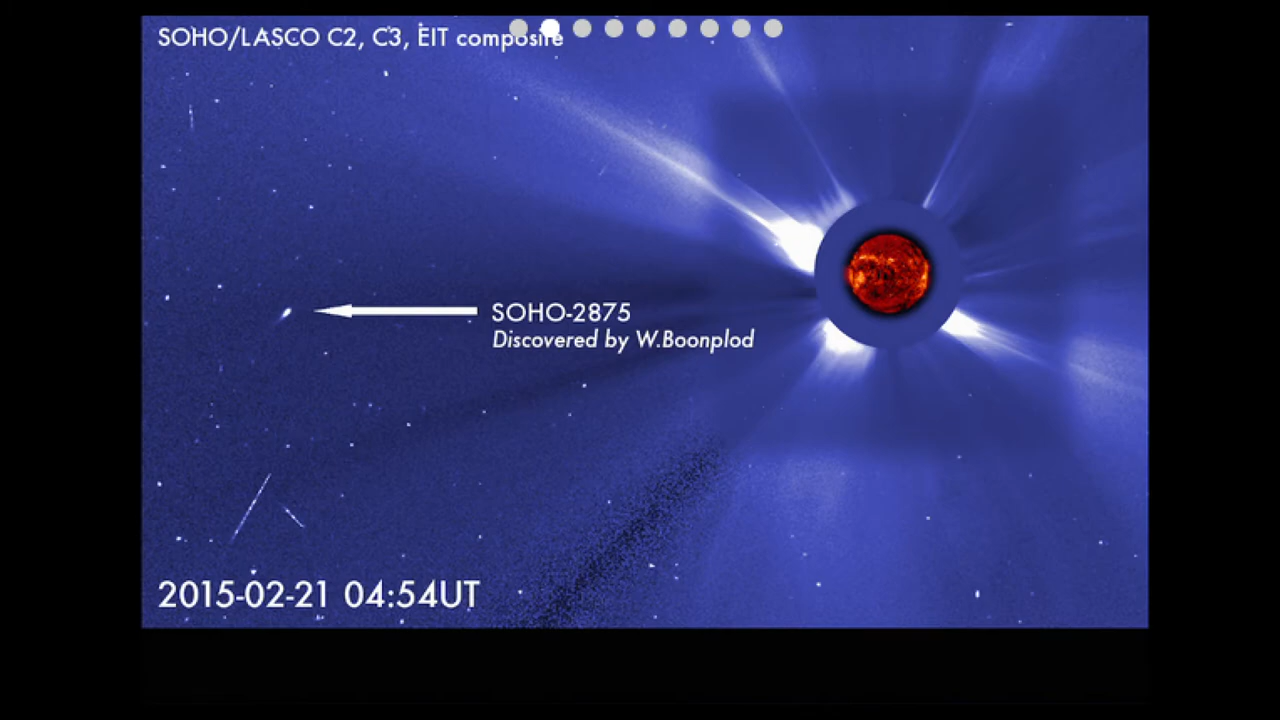 SOHO/LASCO C2, C3, EIT composite
SOHO-2875
Discovered by W.Boonplod
2015-02-21 04:54UT